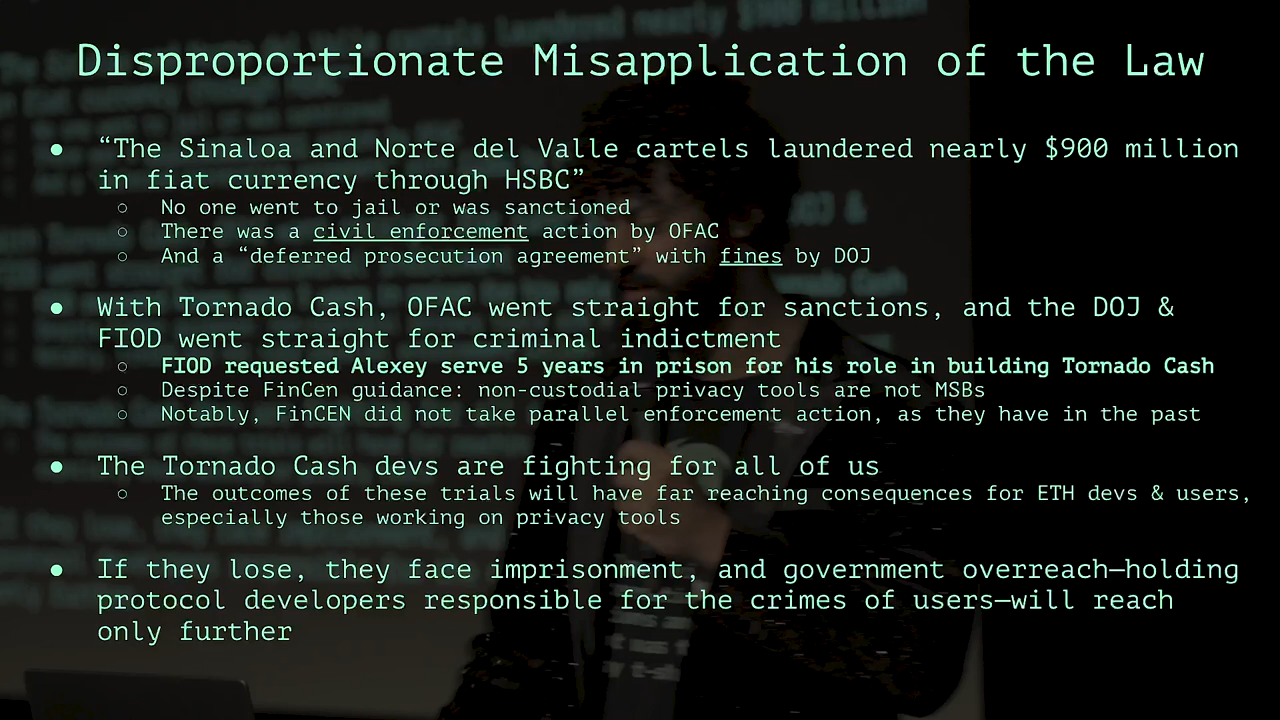 Disproportionate Misapplication of the Law
● “The Sinaloa and Norte del Valle cartels laundered nearly $900 million
in fiat currency through HSBC”
○ No one went to jail or was sanctioned
○ There was a civil enforcement action by OFAC
○ And a “deferred prosecution agreement” with fines by DOJ
● With Tornado Cash, OFAC went straight for sanctions, and the DOJ &
FIOD went straight for criminal indictment
○ FIOD requested Alexey serve 5 years in prison for his role in building Tornado Cash
○ Despite FinCen guidance: non-custodial privacy tools are not MSBs
○ Notably, FinCEN did not take parallel enforcement action, as they have in the past
● The Tornado Cash devs are fighting for all of us
○ The outcomes of these trials will have far reaching consequences for ETH devs & users,
especially those working on privacy tools
● If they lose, they face imprisonment, and government overreach—holding
protocol developers responsible for the crimes of users—will reach
only further